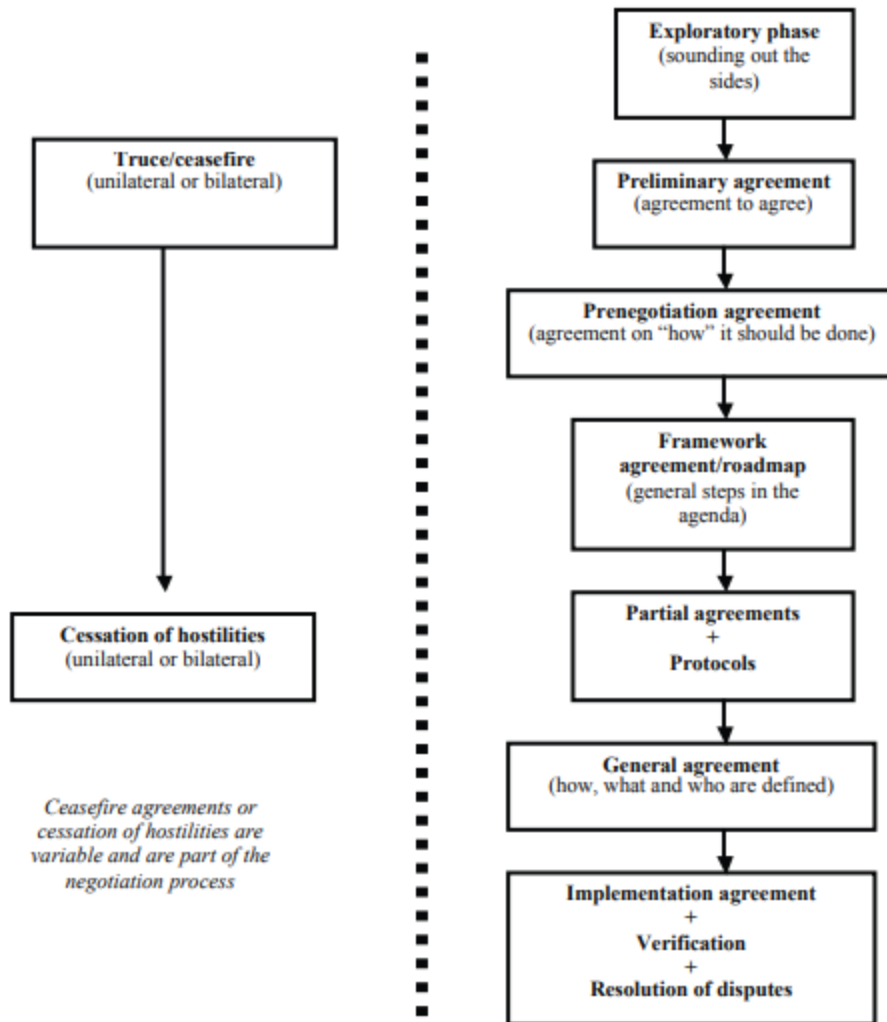 Truce/ceasefire
(unilateral or bilateral)
Cessation of hostilities
(unilateral or bilateral)
Ceasefire agreements or
cessation of hostilities are
variable and are part of the
negotiation process
Exploratory phase
(sounding out the
sides)
Preliminary agreement
(agreement to agree)
Prenegotiation agreement
(agreement on “how” it should be done)
Framework
agreement/roadmap
(general steps in the
agenda)
Partial agreements
+
Protocols
General agreement
(how, what and who are defined)
Implementation agreement
+
Verification
+
Resolution of disputes